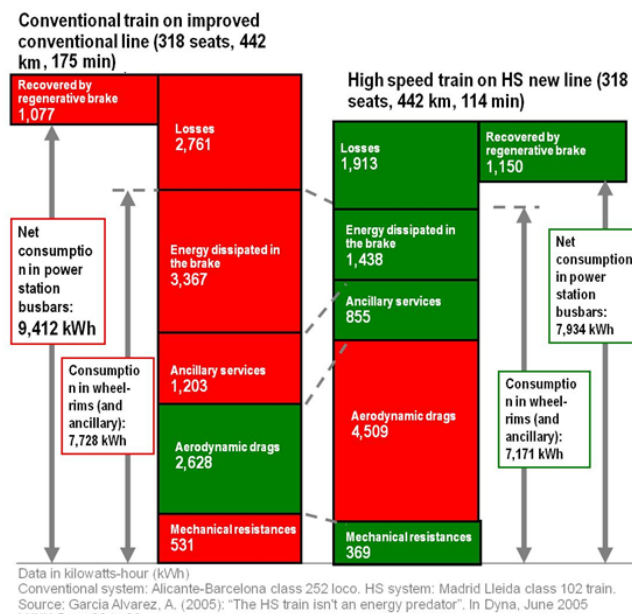 Conventional train on improved
conventional line (318 seats, 442
km, 175 min)
Recovered by
regenerative brake
1,077
Losses
2,761
Energy dissipated in
the brake
3,367
Ancillary services
1,203
Aerodynamic drags
2,628
Mechanical resistances
531
Net
consumptio
n in power
station
busbars:
9,412 kWh
Consumptio
n in wheel-
rims (and
ancillary):
7,728 kWh
High speed train on HS new line (318
seats, 442 km, 114 min)
Losses
1,913
Recovered by
regenerative brake
1,150
Energy dissipated in
the brake
1,438
Ancillary services
855
Aerodynamic drags
4,509
Mechanical resistances
369
Consumptio
n in wheel-
rims (and
ancillary):
7,171 kWh
Net
consumption
in power
station
busbars:
7,934 kWh
Data in kilowatts-hour (kWh)
Conventional system: Alicante-Barcelona class 252 loco. HS system: Madrid Lleida class 102 train.
Source: Garcia Alvarez, A. (2005): "The HS train isn't an energy predator". In Dyna, June 2005